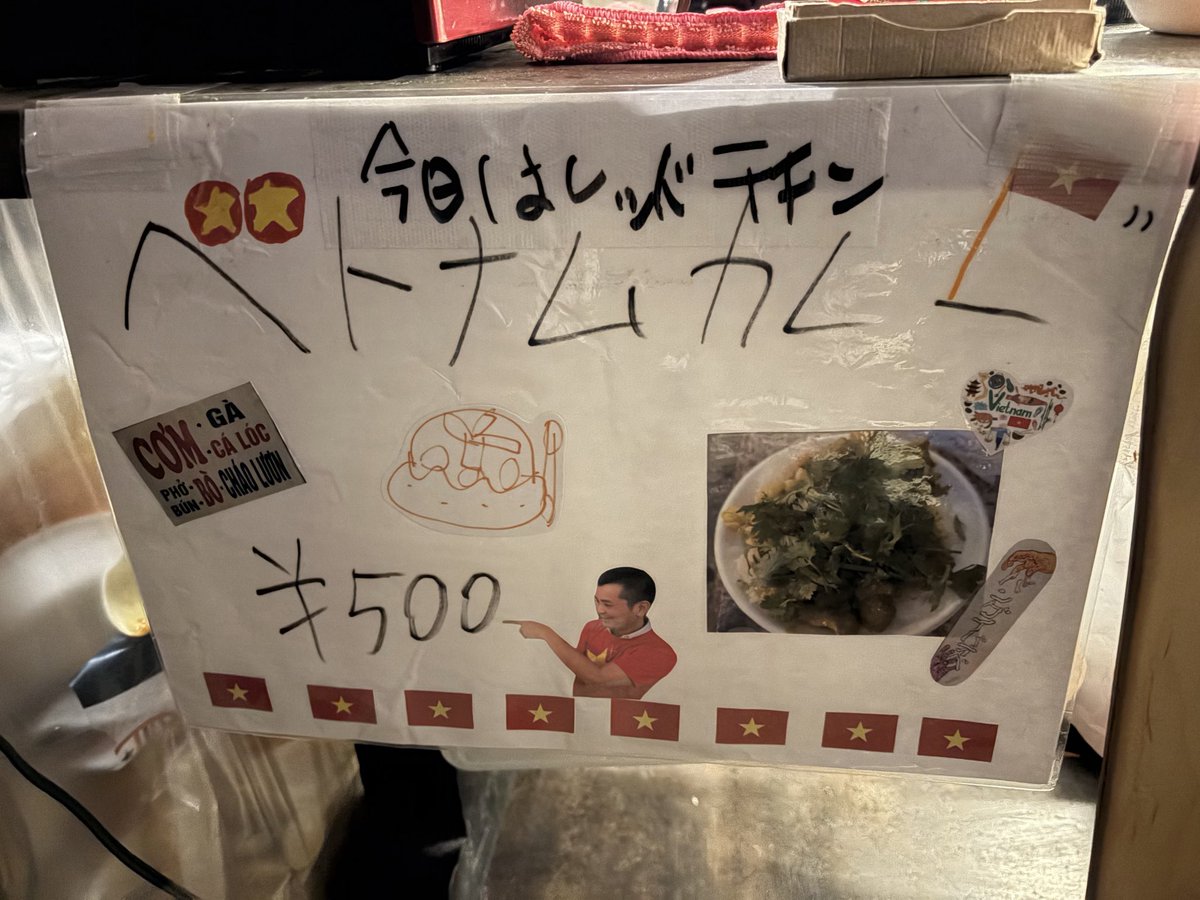 今日はレッドチキン
ベトナムカレー〃
CƠM·GÀ
·CÁ LÓC
PHỞ·BÒ·CHÁO LƯƠN
BÚN·
Vietnam
¥500